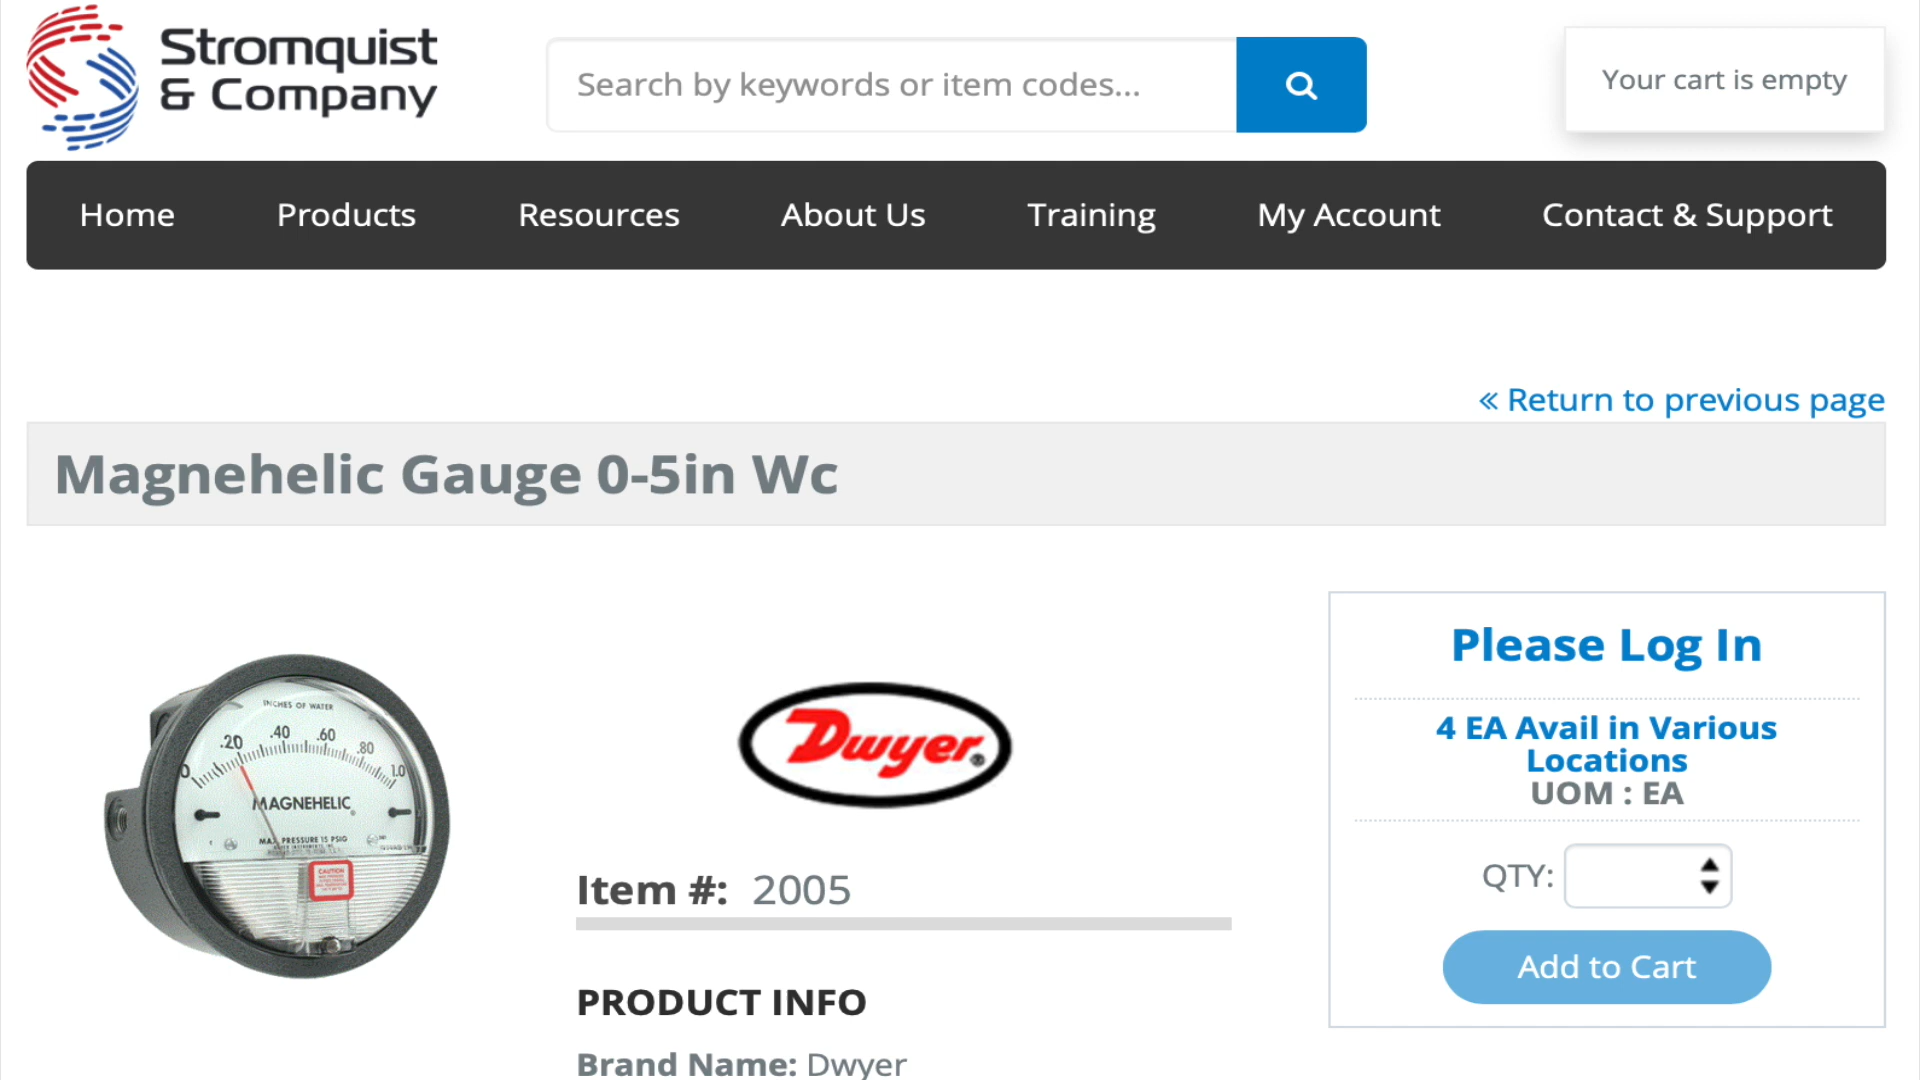 Stromquist
& Company
Search by keywords or item codes...
Your cart is empty
Home Products Resources About Us Training My Account Contact & Support
« Return to previous page
Magnehelic Gauge 0-5in Wc
INCHES OF WATER
0 .20 .40 .60 .80 1.0
MAGNEHELIC
MAX. PRESSURE 15 PSIG
CAUTION
Dwyer®
Item #: 2005
PRODUCT INFO
Brand Name: Dwyer
Please Log In
4 EA Avail in Various
Locations
UOM : EA
QTY:
Add to Cart